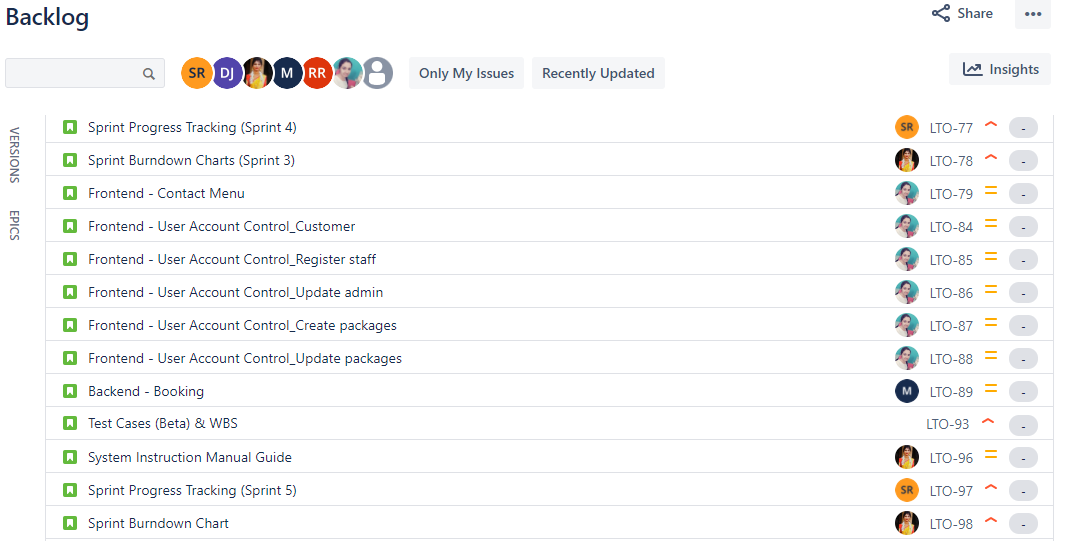 Backlog
Share
SR DJ M RR Only My Issues Recently Updated Insights
VERSIONS
EPICS
Sprint Progress Tracking (Sprint 4) SR LTO-77 -
Sprint Burndown Charts (Sprint 3) LTO-78 -
Frontend - Contact Menu LTO-79 -
Frontend - User Account Control_Customer LTO-84 -
Frontend - User Account Control_Register staff LTO-85 -
Frontend - User Account Control_Update admin LTO-86 -
Frontend - User Account Control_Create packages LTO-87 -
Frontend - User Account Control_Update packages LTO-88 -
Backend - Booking M LTO-89 -
Test Cases (Beta) & WBS LTO-93 -
System Instruction Manual Guide LTO-96 -
Sprint Progress Tracking (Sprint 5) SR LTO-97 -
Sprint Burndown Chart LTO-98 -